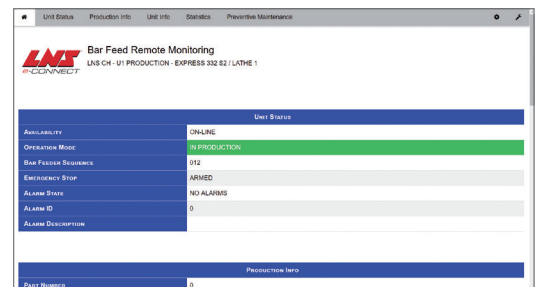 Unit Status Production Info Unit Info Statistics Preventive Maintenance
LNS
e-CONNECT
Bar Feed Remote Monitoring
LNS CH - U1 PRODUCTION - EXPRESS 332 S2 / LATHE 1
UNIT STATUS
AVAILABILITY ON-LINE
OPERATION MODE IN PRODUCTION
BAR FEEDER SEQUENCE 012
EMERGENCY STOP ARMED
ALARM STATE NO ALARMS
ALARM ID 0
ALARM DESCRIPTION
PRODUCTION INFO
PART NUMBER 0